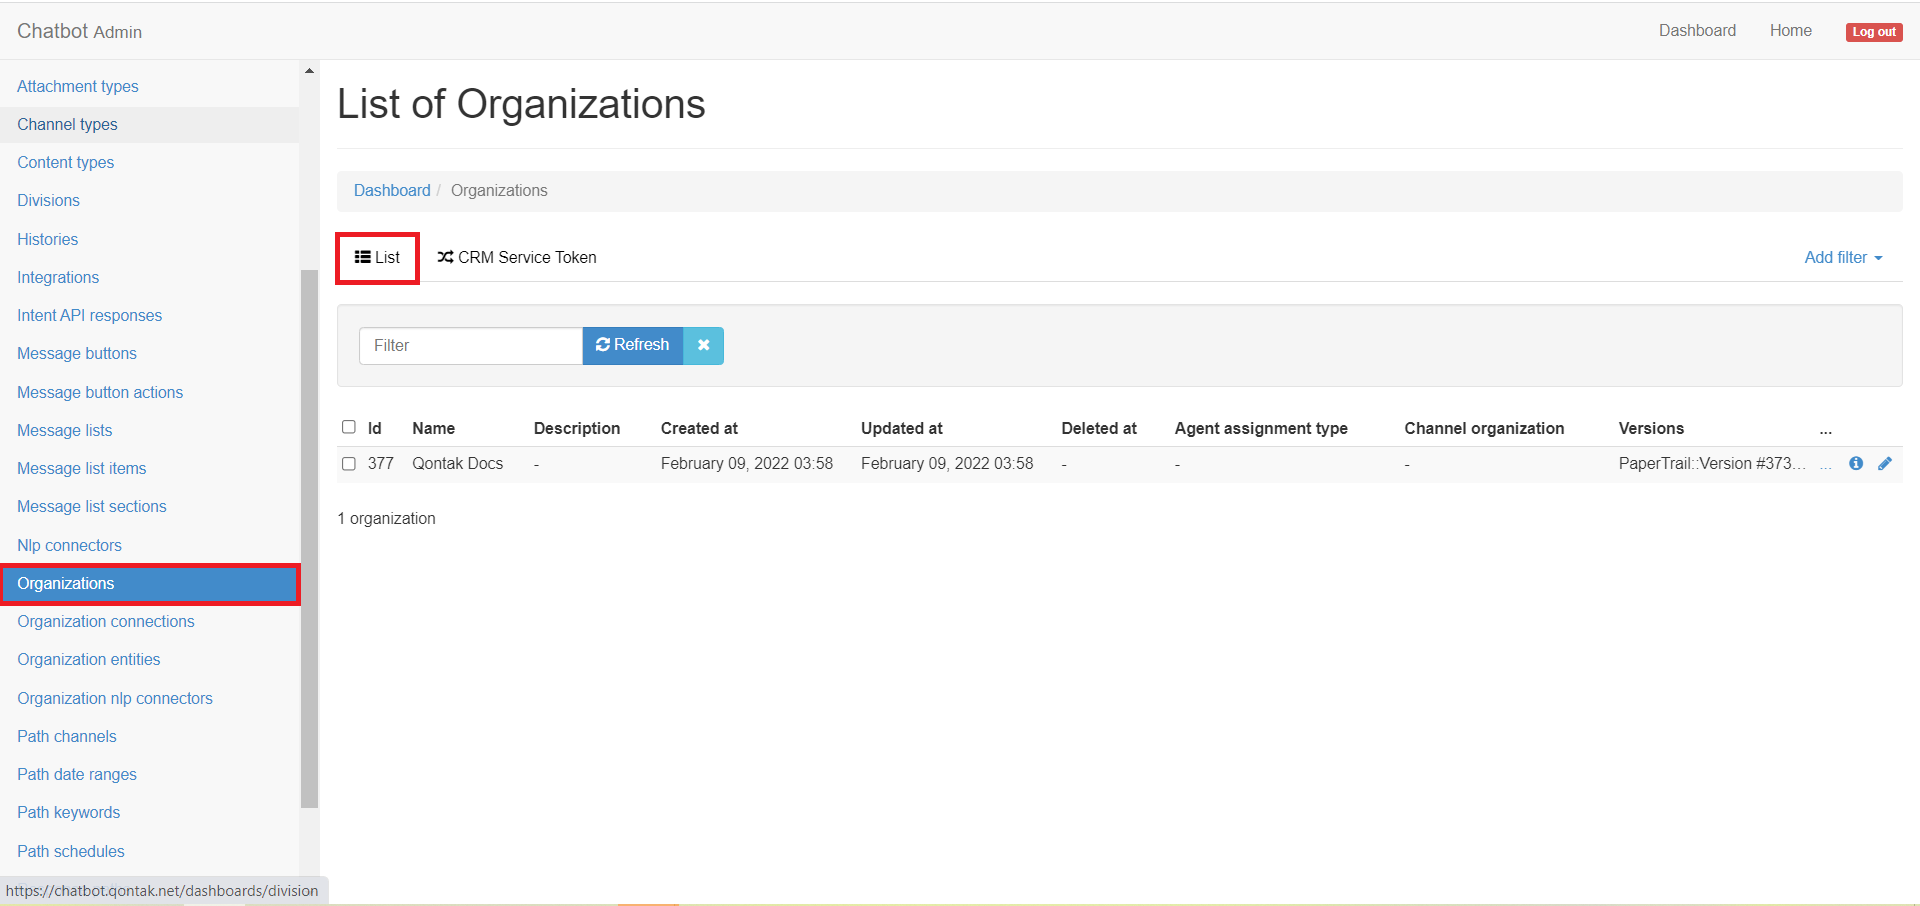 Chatbot Admin
Dashboard Home Log out
Attachment types
Channel types
Content types
Divisions
Histories
Integrations
Intent API responses
Message buttons
Message button actions
Message lists
Message list items
Message list sections
Nlp connectors
Organizations
Organization connections
Organization entities
Organization nlp connectors
Path channels
Path date ranges
Path keywords
Path schedules
https://chatbot.qontak.net/dashboards/division
List of Organizations
Dashboard / Organizations
List CRM Service Token Add filter
Filter Refresh
Id Name Description Created at Updated at Deleted at Agent assignment type Channel organization Versions ...
377 Qontak Docs - February 09, 2022 03:58 February 09, 2022 03:58 - - - PaperTrail::Version #373... ...
1 organization